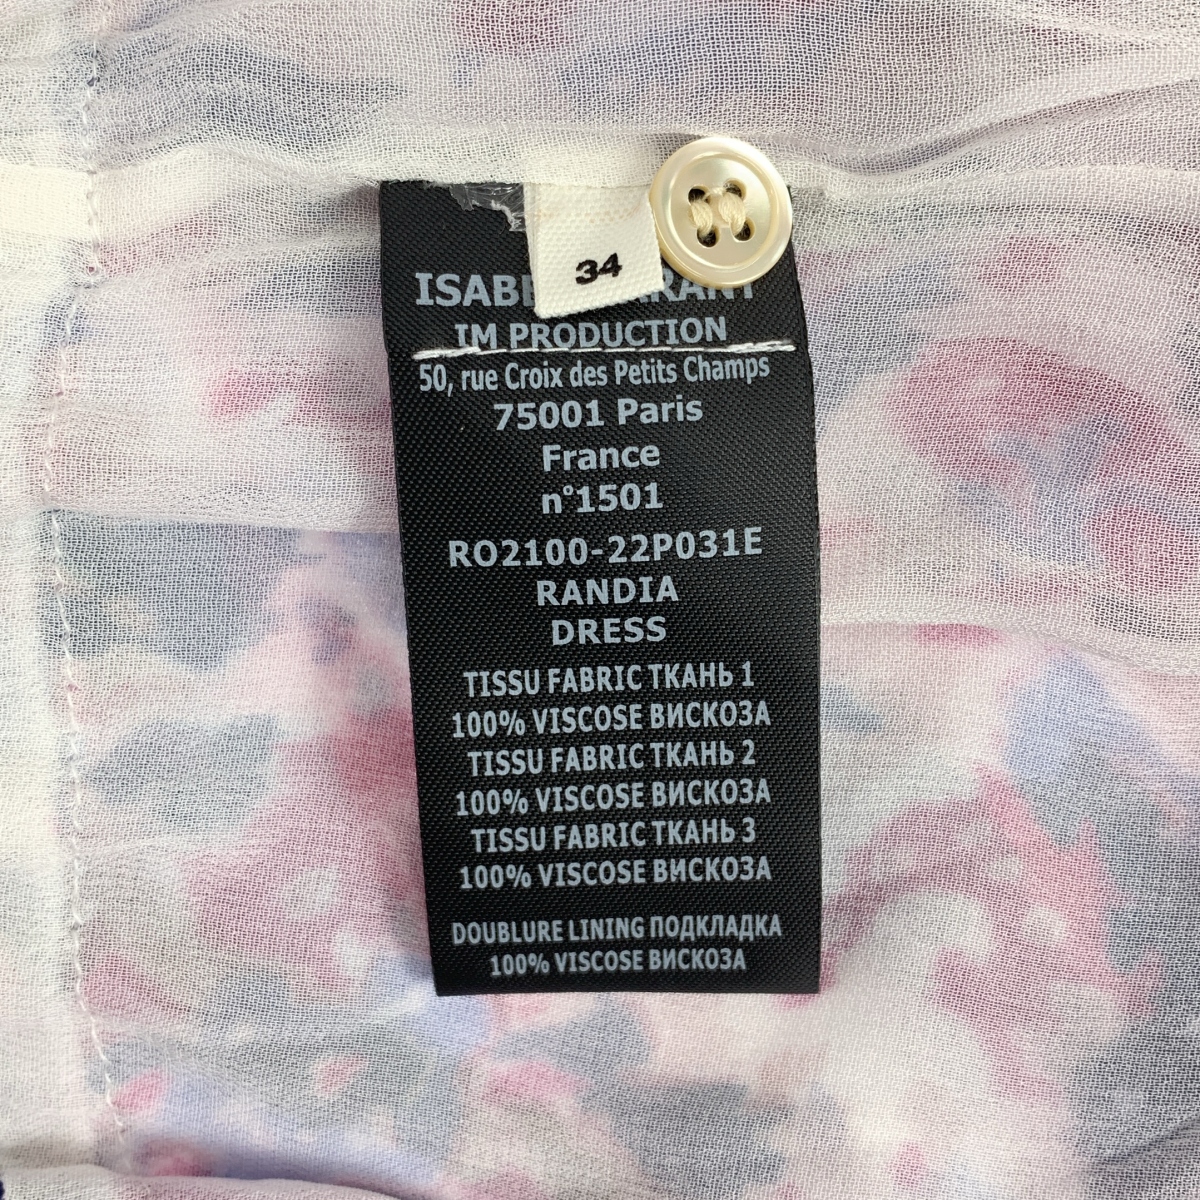 34
IM PRODUCTION
50, rue Croix des Petits Champs
75001 Paris
France
n°1501
RO2100-22P031E
RANDIA
DRESS
TISSU FABRIC ТКАНЬ 1
100% VISCOSE ВИСКОЗА
TISSU FABRIC ТКАНЬ 2
100% VISCOSE ВИСКОЗА
TISSU FABRIC ТКАНЬ 3
100% VISCOSE ВИСКОЗА
DOUBLURE LINING ПОДКЛАДКА
100% VISCOSE ВИСКОЗА